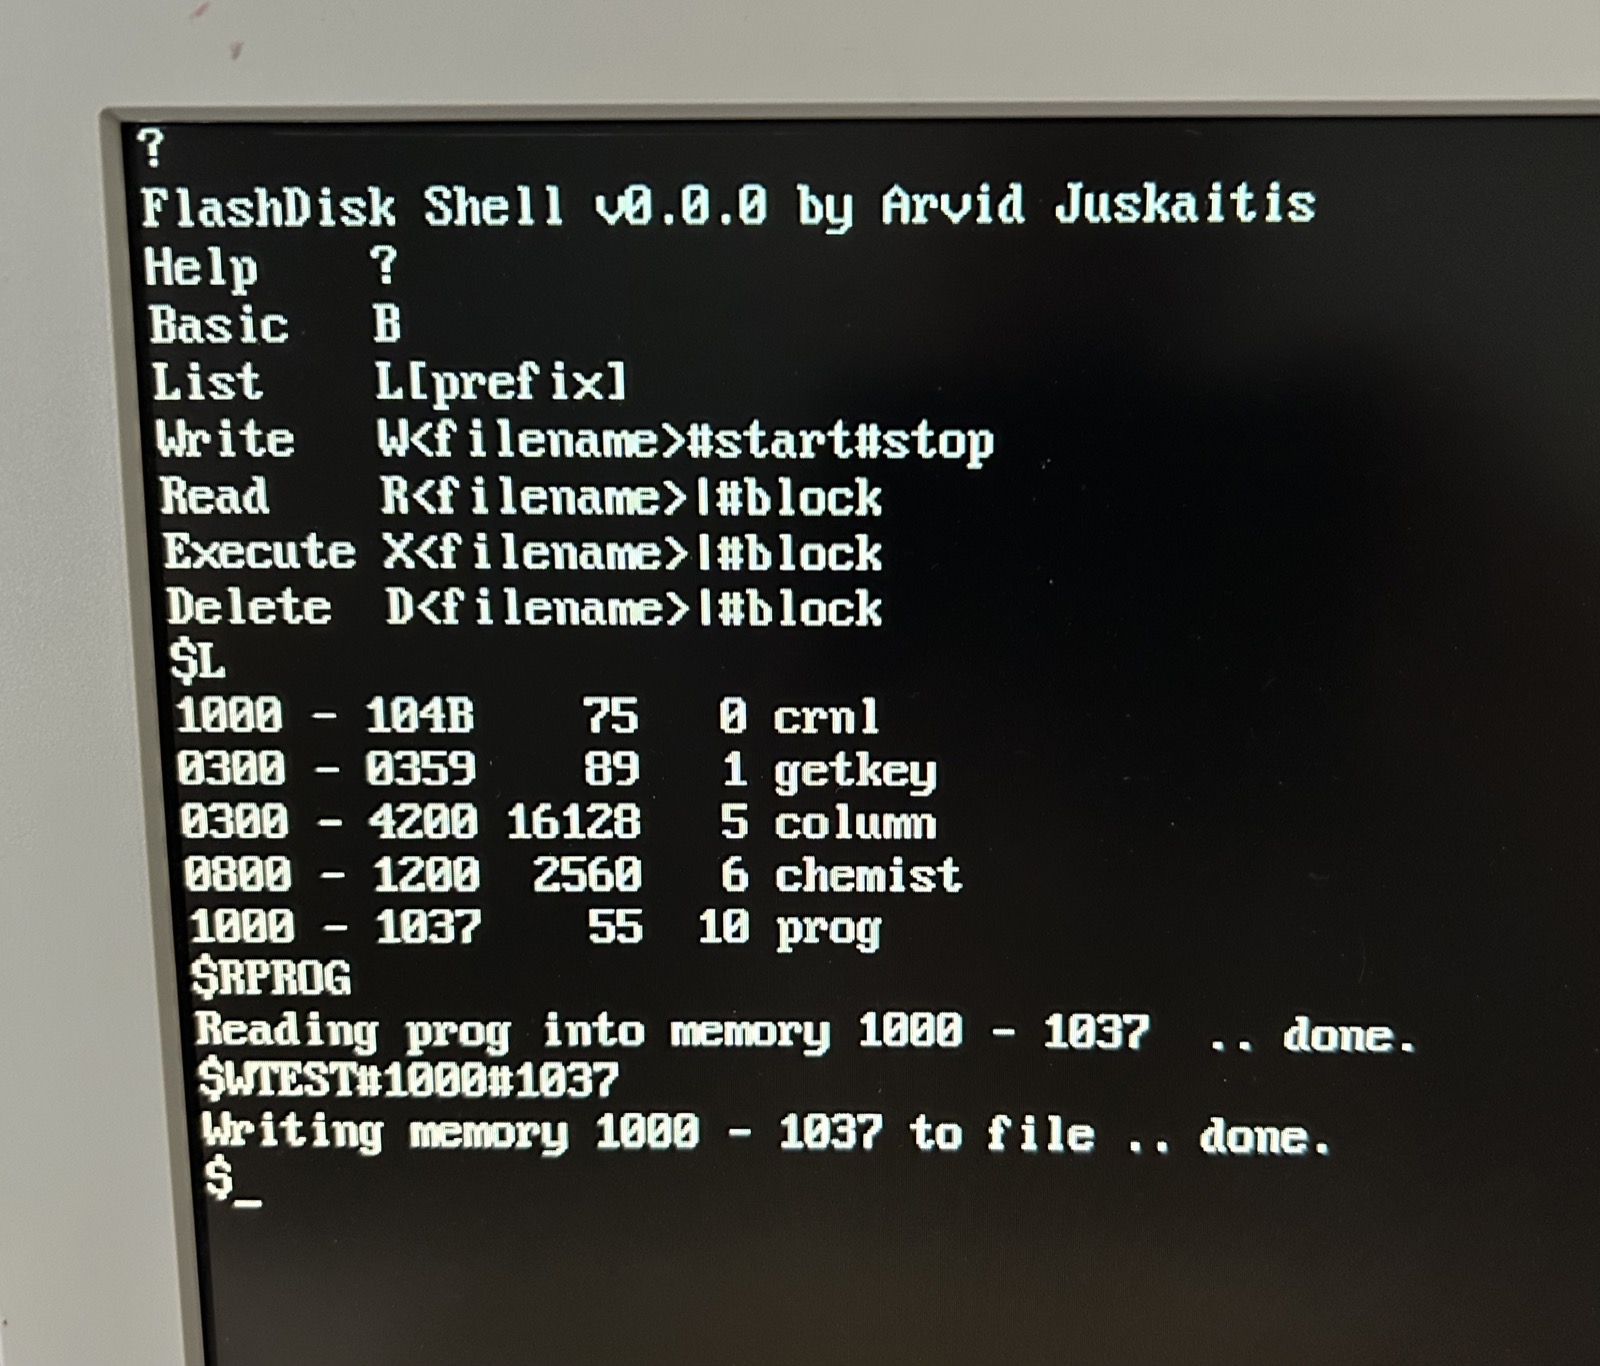 ?
FlashDisk Shell v0.0.0 by Arvid Juskaitis
Help    ?
Basic   B
List    L[prefix]
Write   W<filename>#start#stop
Read    R<filename>|#block
Execute X<filename>|#block
Delete  D<filename>|#block
$L
1000 - 104B    75   0 crnl
0300 - 0359    89   1 getkey
0300 - 4200 16128   5 column
0800 - 1200  2560   6 chemist
1000 - 1037    55  10 prog
$RPROG
Reading prog into memory 1000 - 1037  .. done.
$WTEST#1000#1037
Writing memory 1000 - 1037 to file .. done.
$_